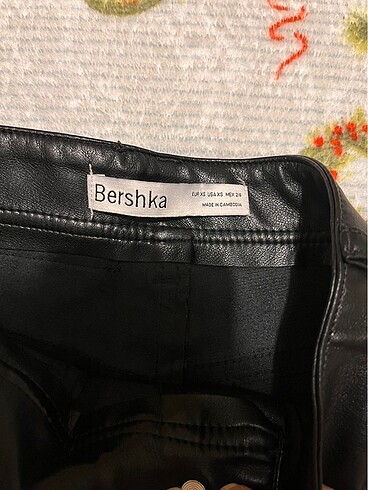 Bershka
EUR XS USA XS MEX 24
MADE IN CAMBODIA